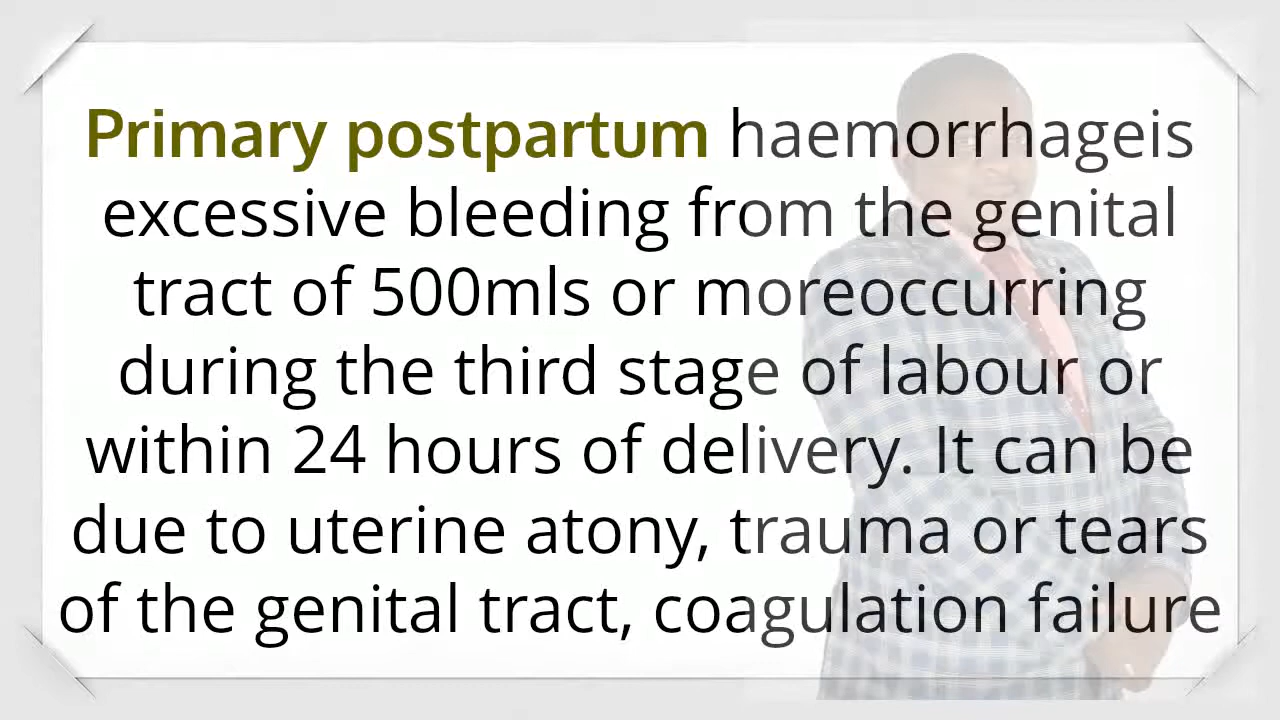 Primary postpartum haemorrhageis
excessive bleeding from the genital
tract of 500mls or moreoccurring
during the third stage of labour or
within 24 hours of delivery. It can be
due to uterine atony, trauma or tears
of the genital tract, coagulation failure